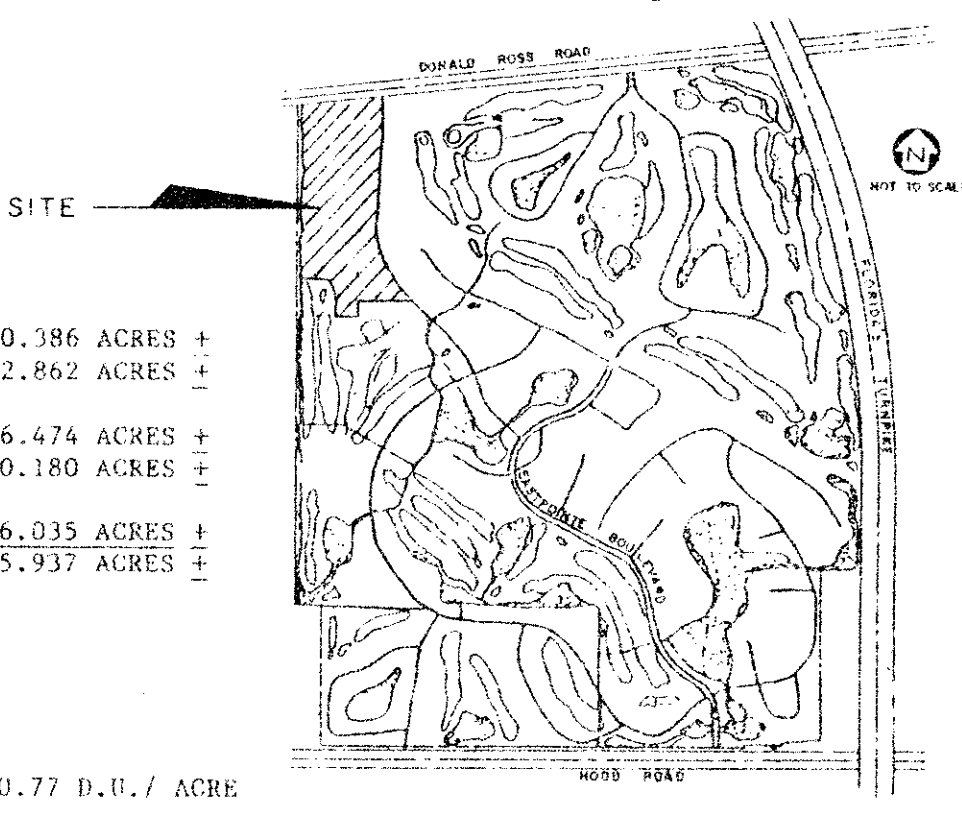 DONALD ROSS ROAD
N
NOT TO SCAL
SITE
FLORIDA'S TURNPIKE
0.386 ACRES ±
2.862 ACRES ±
6.474 ACRES ±
0.180 ACRES ±
6.035 ACRES ±
5.937 ACRES ±
EASTPOINTE BOULEVARD
0.77 D.U./ ACRE
HOOD ROAD